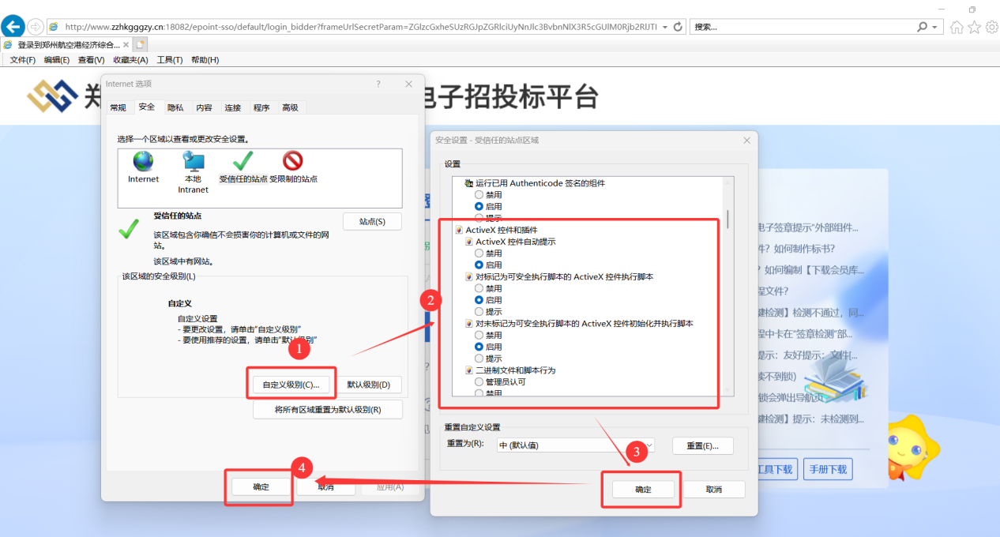 http://www.zzhkgggzy.cn:18082/epoint-sso/default/login_bidder?frameUrlSecretParam=ZGlzcGxheSUzRGJpZGRlciUyNnJlc3BvbnNlX3R5cGUlM0Rjb2RlJTI
搜索...
登录到郑州航空港经济综合...
文件(F) 编辑(E) 查看(V) 收藏夹(A) 工具(T) 帮助(H)
电子招投标平台
Internet 选项
常规 安全 隐私 内容 连接 程序 高级
选择一个区域以查看或更改安全设置。
Internet
本地
Intranet
受信任的站点
受限制的站点
受信任的站点
站点(S)
该区域包含你确信不会损害你的计算机或文件的网
站。
该区域中有网站。
该区域的安全级别(L)
自定义
自定义设置
- 要更改设置，请单击"自定义级别"
- 要使用推荐的设置，请单击"默认级别"
1
自定义级别(C)...
默认级别(D)
将所有区域重置为默认级别(R)
4
确定
取消
应用(A)
2
安全设置 - 受信任的站点区域
设置
运行已用 Authenticode 签名的组件
禁用
启用
提示
ActiveX 控件和插件
ActiveX 控件自动提示
禁用
启用
对标记为可安全执行脚本的 ActiveX 控件执行脚本
禁用
启用
提示
对未标记为可安全执行脚本的 ActiveX 控件初始化并执行脚本
禁用
启用
提示
二进制文件和脚本行为
管理员认可
禁用
重置自定义设置
重置为(R):
中 (默认值)
重置(E)...
3
确定
取消
电子签章提示"外部组件...
件？如何制作标书?
？如何编制【下载会员库...
程文件?
键检测】检测不通过，同...
程中卡在"签章检测"部...
提示：友好提示：文件[...
读不到锁)
锁会弹出导航页
键检测】提示：未检测到...
工具下载
手册下载